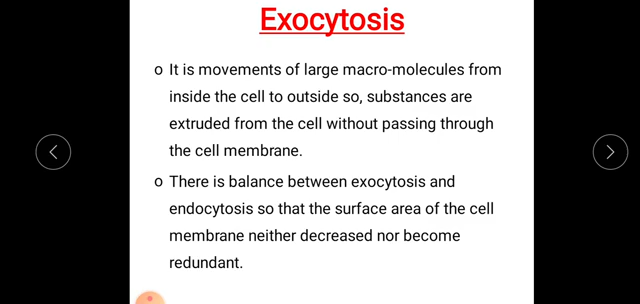 Exocytosis
o It is movements of large macro-molecules from
inside the cell to outside so, substances are
extruded from the cell without passing through
the cell membrane.
o There is balance between exocytosis and
endocytosis so that the surface area of the cell
membrane neither decreased nor become
redundant.